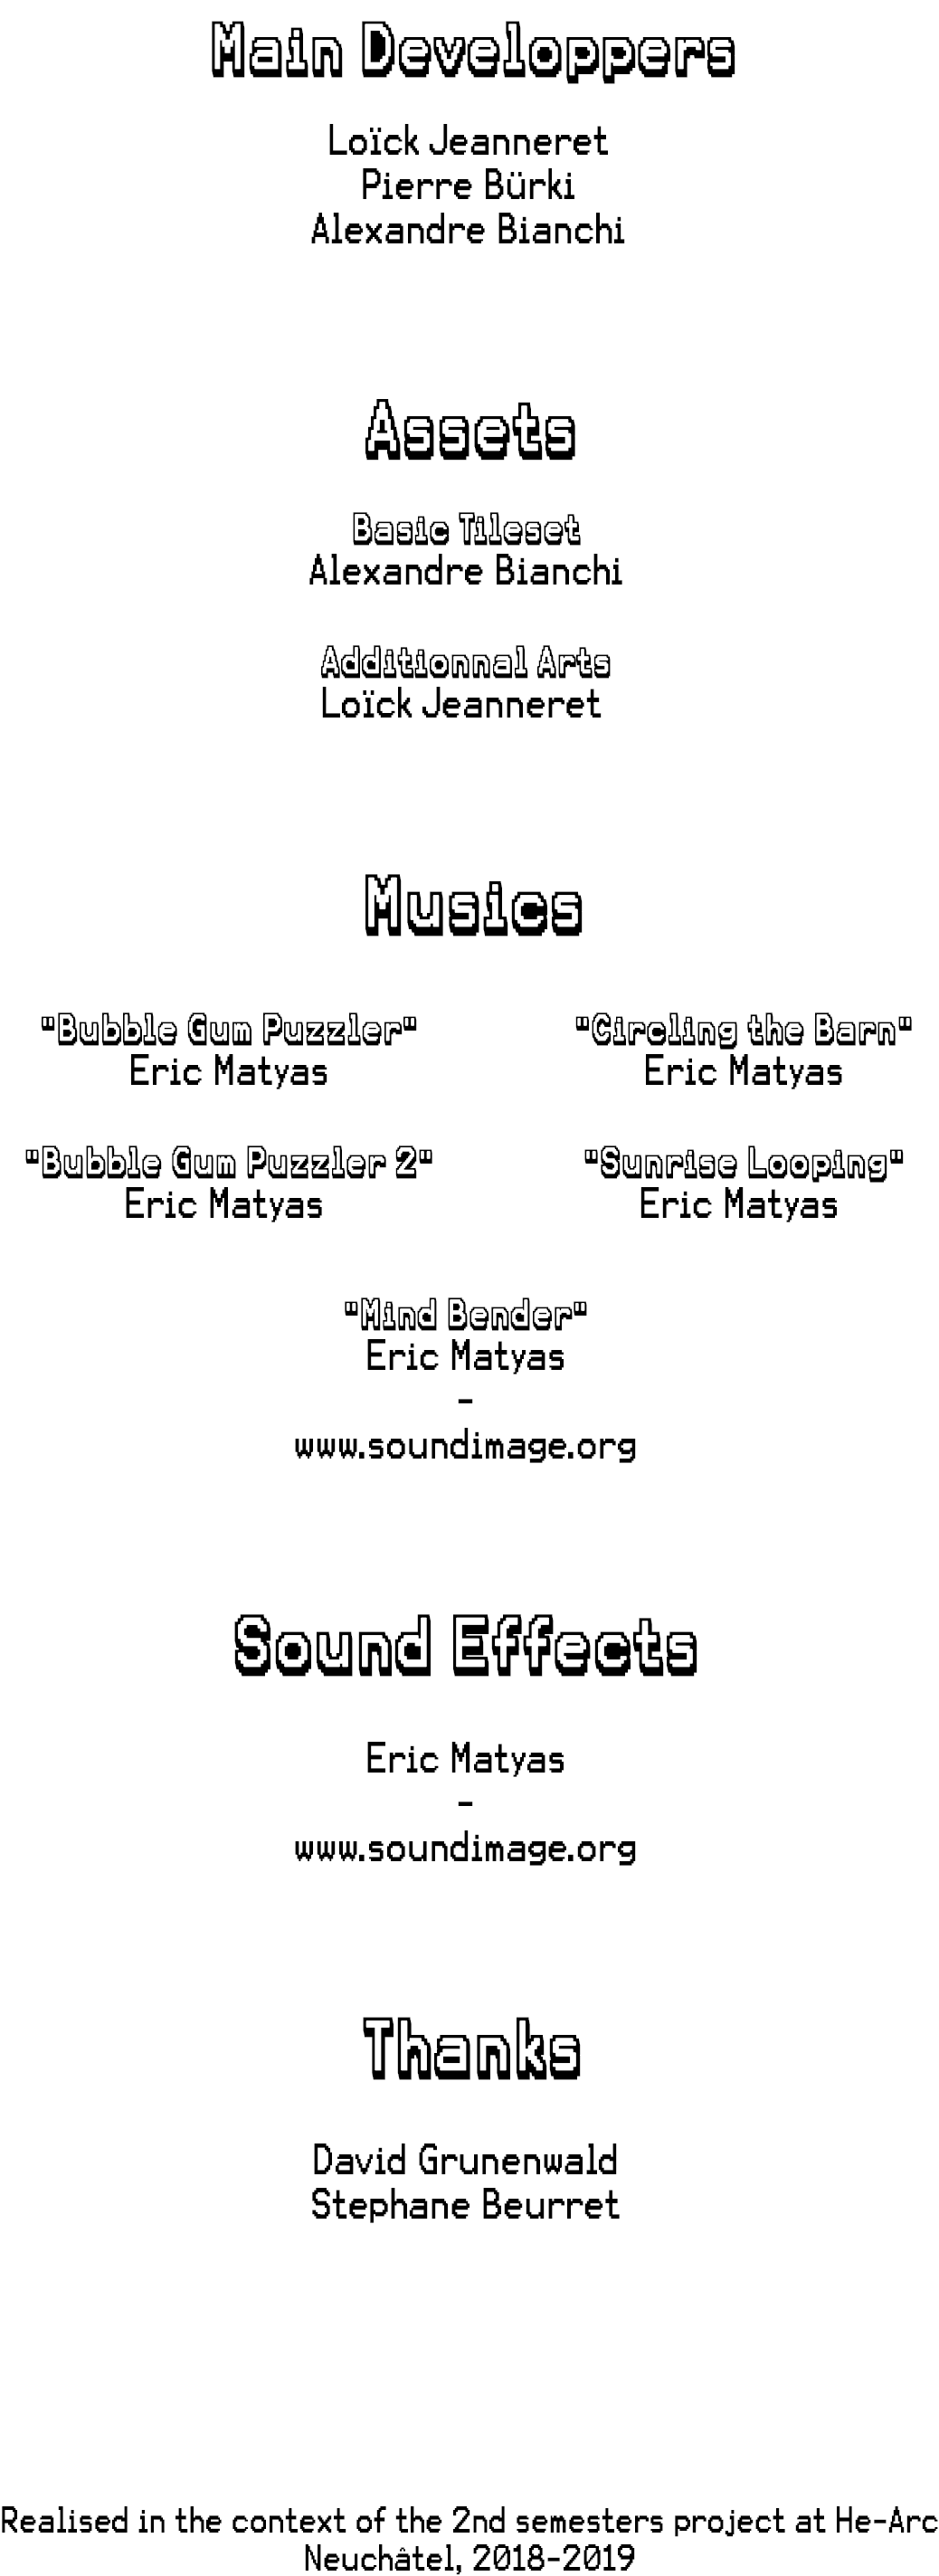 Main Developpers
Loïck Jeanneret
Pierre Bürki
Alexandre Bianchi
Assets
Basic Tileset
Alexandre Bianchi
Additionnal Arts
Loïck Jeanneret
Musics
"Bubble Gum Puzzler"
Eric Matyas
"Circling the Barn"
Eric Matyas
"Bubble Gum Puzzler 2"
Eric Matyas
"Sunrise Looping"
Eric Matyas
"Mind Bender"
Eric Matyas
-
www.soundimage.org
Sound Effects
Eric Matyas
-
www.soundimage.org
Thanks
David Grunenwald
Stephane Beurret
Realised in the context of the 2nd semesters project at He-Arc
Neuchâtel, 2018-2019